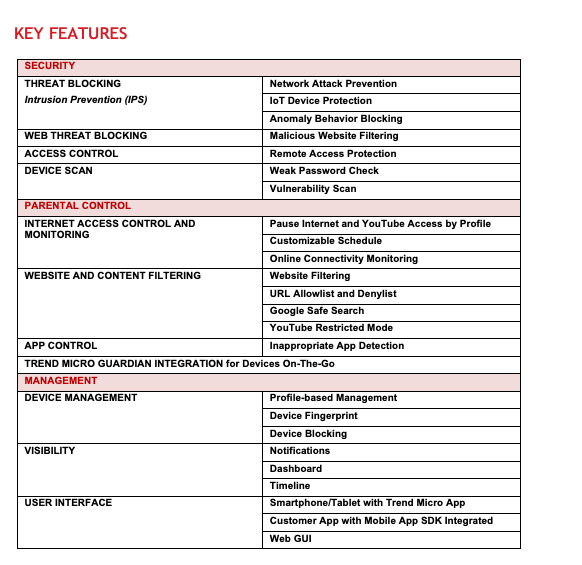 KEY FEATURES
SECURITY
THREAT BLOCKING
Intrusion Prevention (IPS)
Network Attack Prevention
IoT Device Protection
Anomaly Behavior Blocking
WEB THREAT BLOCKING
Malicious Website Filtering
ACCESS CONTROL
Remote Access Protection
DEVICE SCAN
Weak Password Check
Vulnerability Scan
PARENTAL CONTROL
INTERNET ACCESS CONTROL AND
MONITORING
Pause Internet and YouTube Access by Profile
Customizable Schedule
Online Connectivity Monitoring
WEBSITE AND CONTENT FILTERING
Website Filtering
URL Allowlist and Denylist
Google Safe Search
YouTube Restricted Mode
APP CONTROL
Inappropriate App Detection
TREND MICRO GUARDIAN INTEGRATION for Devices On-The-Go
MANAGEMENT
DEVICE MANAGEMENT
Profile-based Management
Device Fingerprint
Device Blocking
VISIBILITY
Notifications
Dashboard
Timeline
USER INTERFACE
Smartphone/Tablet with Trend Micro App
Customer App with Mobile App SDK Integrated
Web GUI